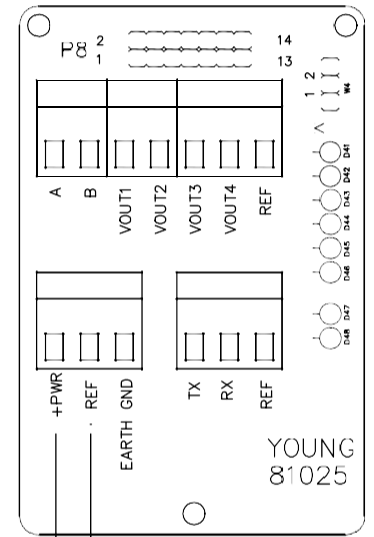 P8 2 14
1 13
1 2 W4
A B VOUT1 VOUT2 VOUT3 VOUT4 REF
D41
D42
D43
D44
D45
D46
D47
D48
+PWR REF EARTH GND TX RX REF
YOUNG
81025